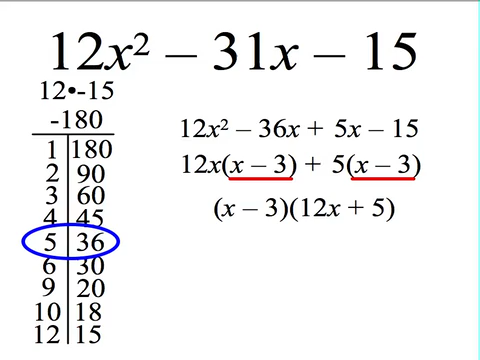 12x² – 31x – 15
12•-15
-180
1 180
2 90
3 60
4 45
5 36
6 30
9 20
10 18
12 15
12x² – 36x + 5x – 15
12x(x – 3) + 5(x – 3)
(x – 3)(12x + 5)